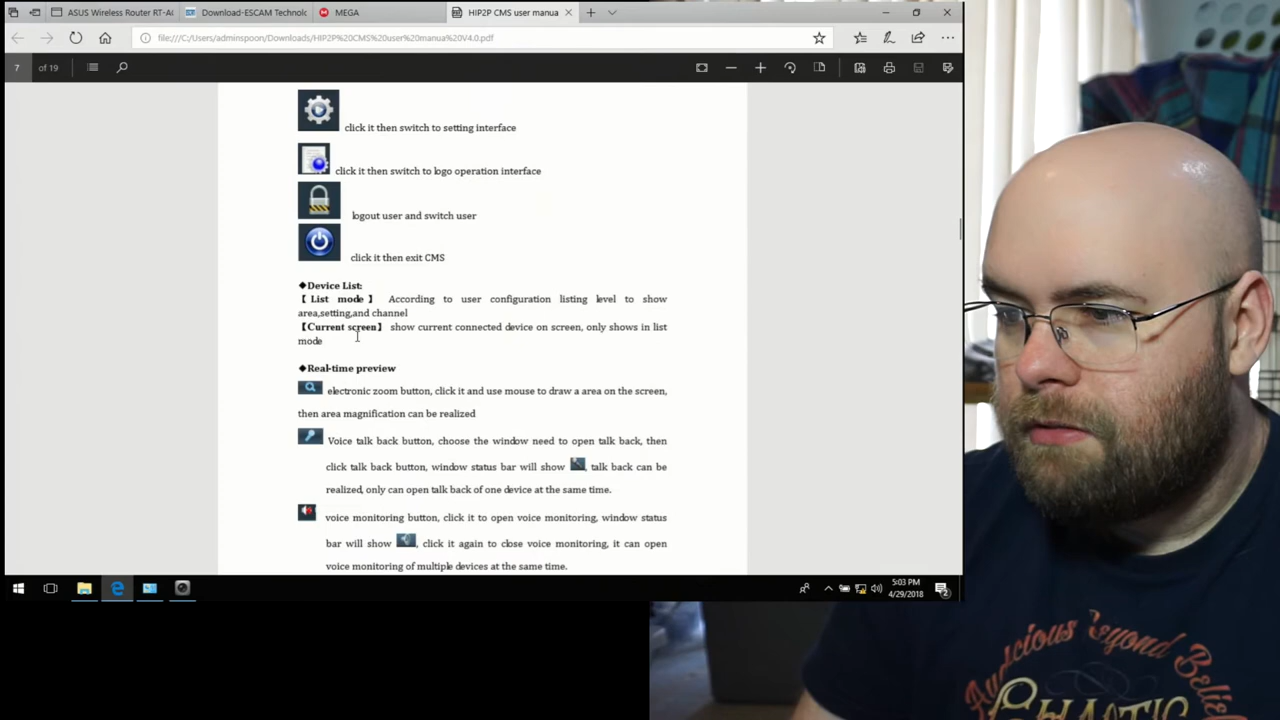 ASUS Wireless Router RT-A
Download-ESCAM Technolo
MEGA
HIP2P CMS user manua
file:///C:/Users/adminspoon/Downloads/HIP2P%20CMS%20user%20manua%20V4.0.pdf
7 of 19
click it then switch to setting interface
click it then switch to logo operation interface
logout user and switch user
click it then exit CMS
◆Device List:
【List mode】 According to user configuration listing level to show
area,setting,and channel
【Current screen】 show current connected device on screen, only shows in list
mode
◆Real-time preview
electronic zoom button, click it and use mouse to draw a area on the screen,
then area magnification can be realized
Voice talk back button, choose the window need to open talk back, then
click talk back button, window status bar will show , talk back can be
realized, only can open talk back of one device at the same time.
voice monitoring button, click it to open voice monitoring, window status
bar will show , click it again to close voice monitoring, it can open
voice monitoring of multiple devices at the same time.
5:03 PM
4/29/2018
2
Beyond Belie